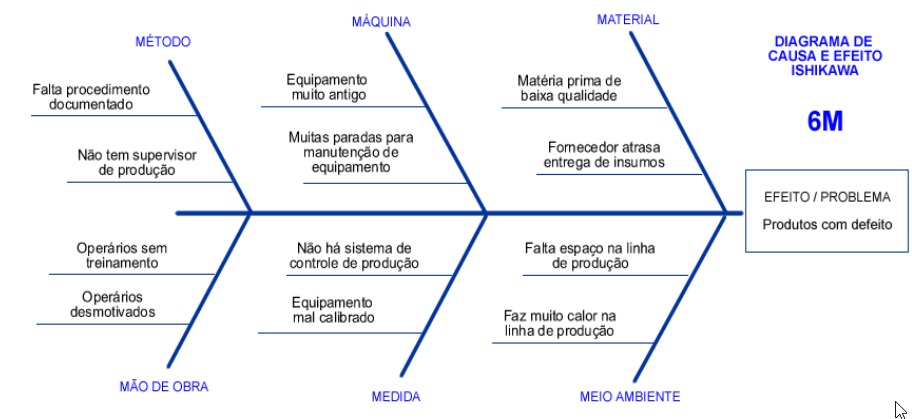 MÉTODO
MÁQUINA
MATERIAL
DIAGRAMA DE
CAUSA E EFEITO
ISHIKAWA
6M
Falta procedimento
documentado
Não tem supervisor
de produção
Equipamento
muito antigo
Muitas paradas para
manutenção de
equipamento
Matéria prima de
baixa qualidade
Fornecedor atrasa
entrega de insumos
EFEITO / PROBLEMA
Produtos com defeito
Operários sem
treinamento
Operários
desmotivados
Não há sistema de
controle de produção
Equipamento
mal calibrado
Falta espaço na linha
de produção
Faz muito calor na
linha de produção
MÃO DE OBRA
MEDIDA
MEIO AMBIENTE